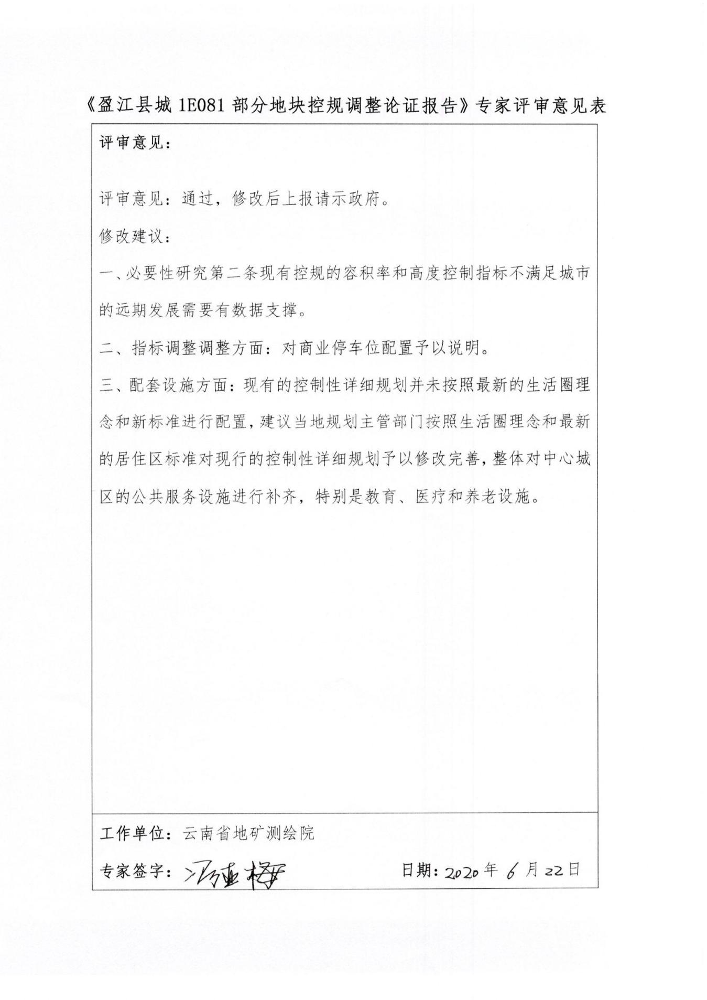 《盈江县城 1E081 部分地块控规调整论证报告》专家评审意见表
评审意见：
评审意见：通过，修改后上报请示政府。
修改建议：
一、必要性研究第二条现有控规的容积率和高度控制指标不满足城市
的远期发展需要有数据支撑。
二、指标调整调整方面：对商业停车位配置予以说明。
三、配套设施方面：现有的控制性详细规划并未按照最新的生活圈理
念和新标准进行配置，建议当地规划主管部门按照生活圈理念和最新
的居住区标准对现行的控制性详细规划予以修改完善，整体对中心城
区的公共服务设施进行补齐，特别是教育、医疗和养老设施。
工作单位：云南省地矿测绘院
专家签字： 日期：2020 年 6 月 22 日